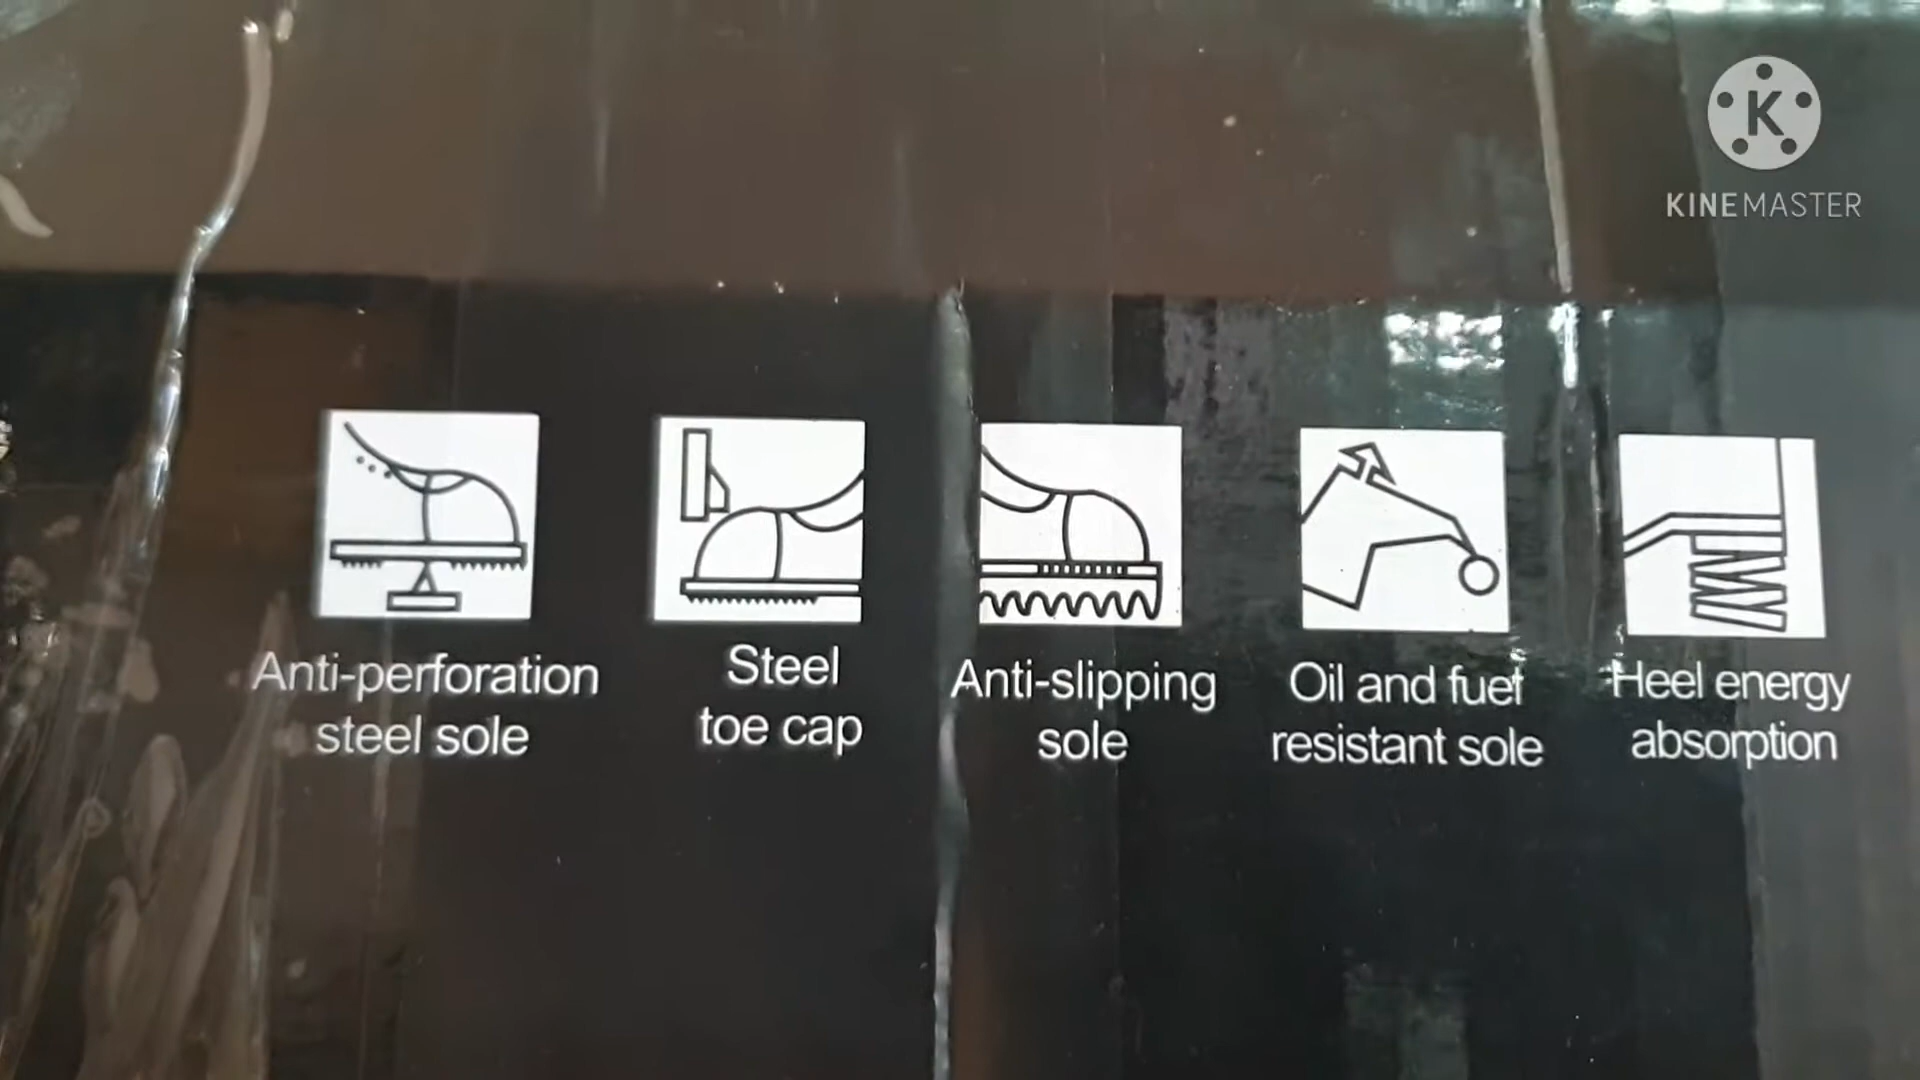 K
KINEMASTER
Anti-perforation
steel sole
Steel
toe cap
Anti-slipping
sole
Oil and fuel
resistant sole
Heel energy
absorption